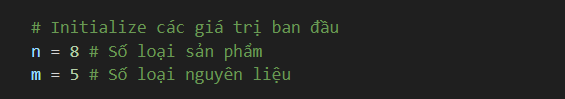 # Initialize các giá trị ban đầu
n = 8 # Số loại sản phẩm
m = 5 # Số loại nguyên liệu